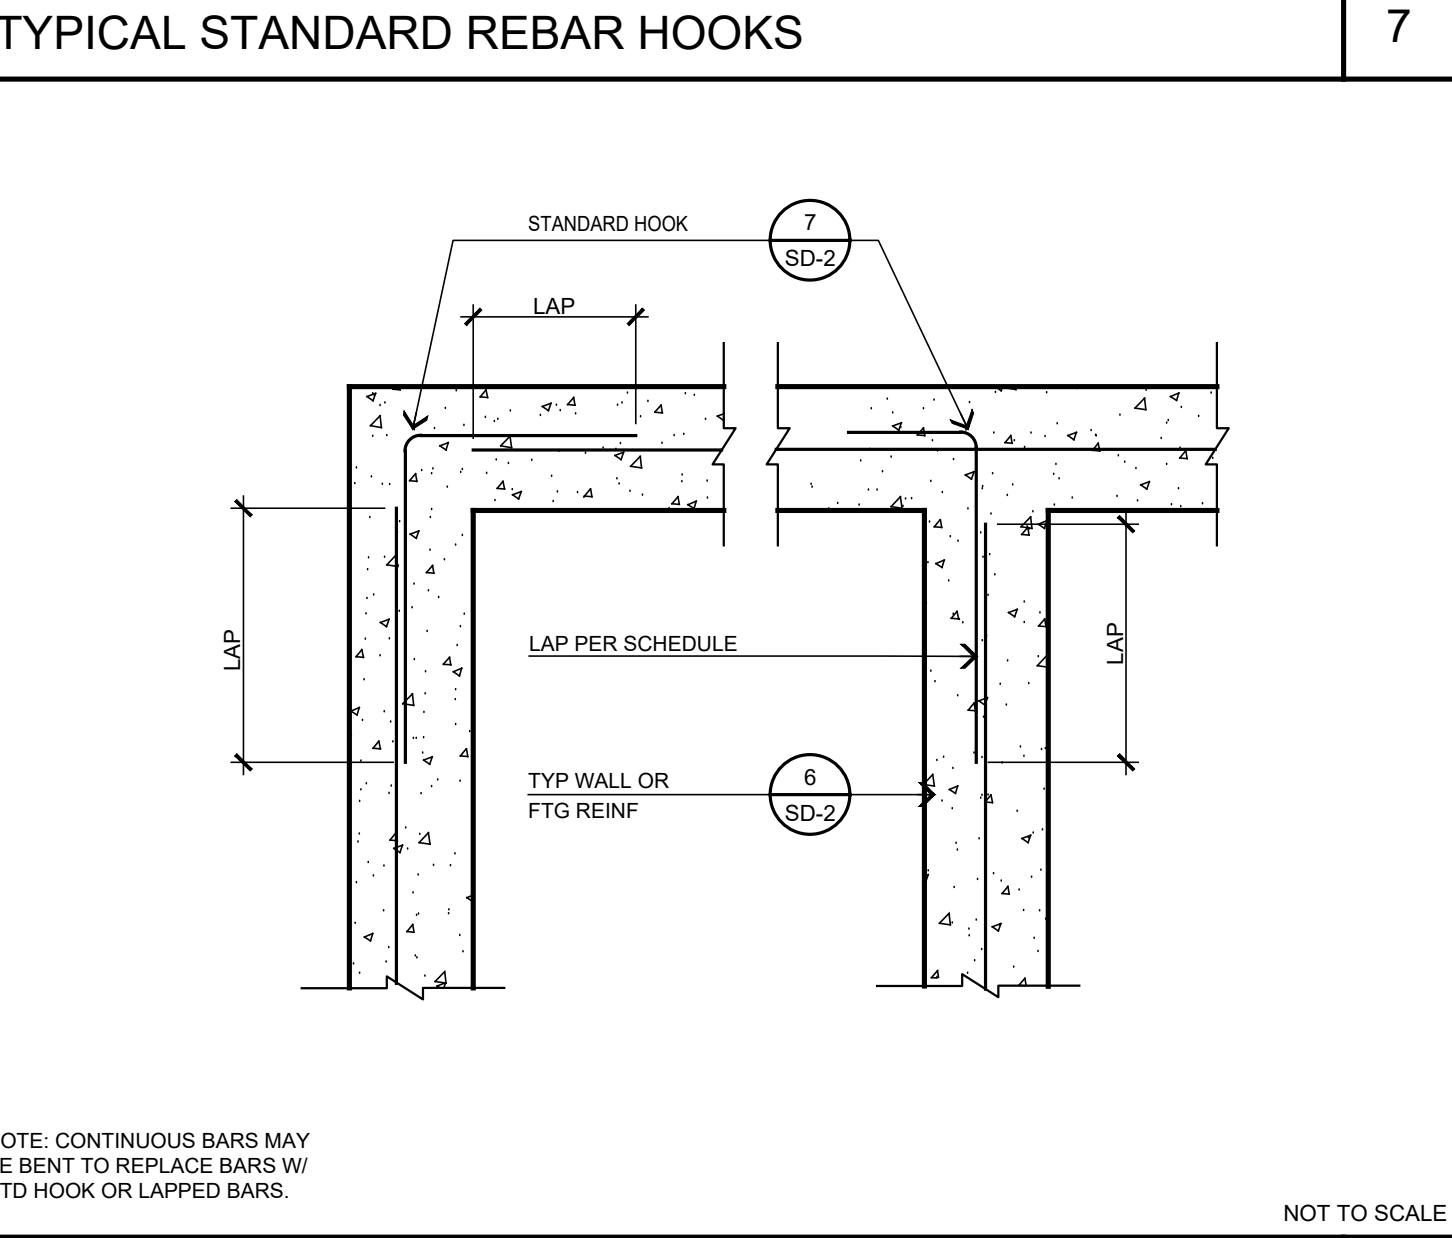 TYPICAL STANDARD REBAR HOOKS
7
STANDARD HOOK
7
SD-2
LAP
LAP
LAP PER SCHEDULE
LAP
TYP WALL OR
FTG REINF
6
SD-2
OTE: CONTINUOUS BARS MAY
E BENT TO REPLACE BARS W/
TD HOOK OR LAPPED BARS.
NOT TO SCALE